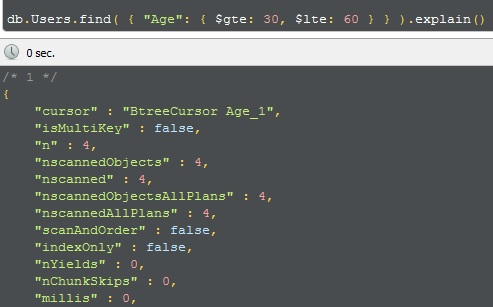 db.Users.find( { "Age": { $gte: 30, $lte: 60 } } ).explain()
0 sec.
/* 1 */
{
"cursor" : "BtreeCursor Age_1",
"isMultiKey" : false,
"n" : 4,
"nscannedObjects" : 4,
"nscanned" : 4,
"nscannedObjectsAllPlans" : 4,
"nscannedAllPlans" : 4,
"scanAndOrder" : false,
"indexOnly" : false,
"nYields" : 0,
"nChunkSkips" : 0,
"millis" : 0,